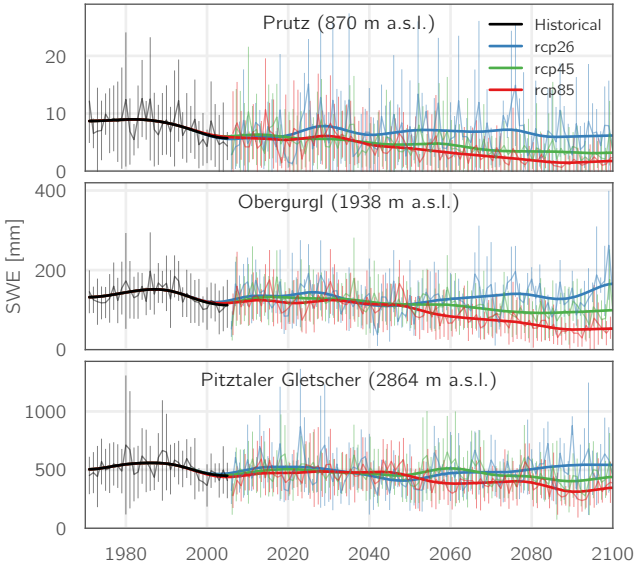 Prutz (870 m a.s.l.)
Historical
rcp26
rcp45
rcp85
20
10
0
Obergurgl (1938 m a.s.l.)
400
200
0
SWE [mm]
Pitztaler Gletscher (2864 m a.s.l.)
1000
500
0
1980 2000 2020 2040 2060 2080 2100